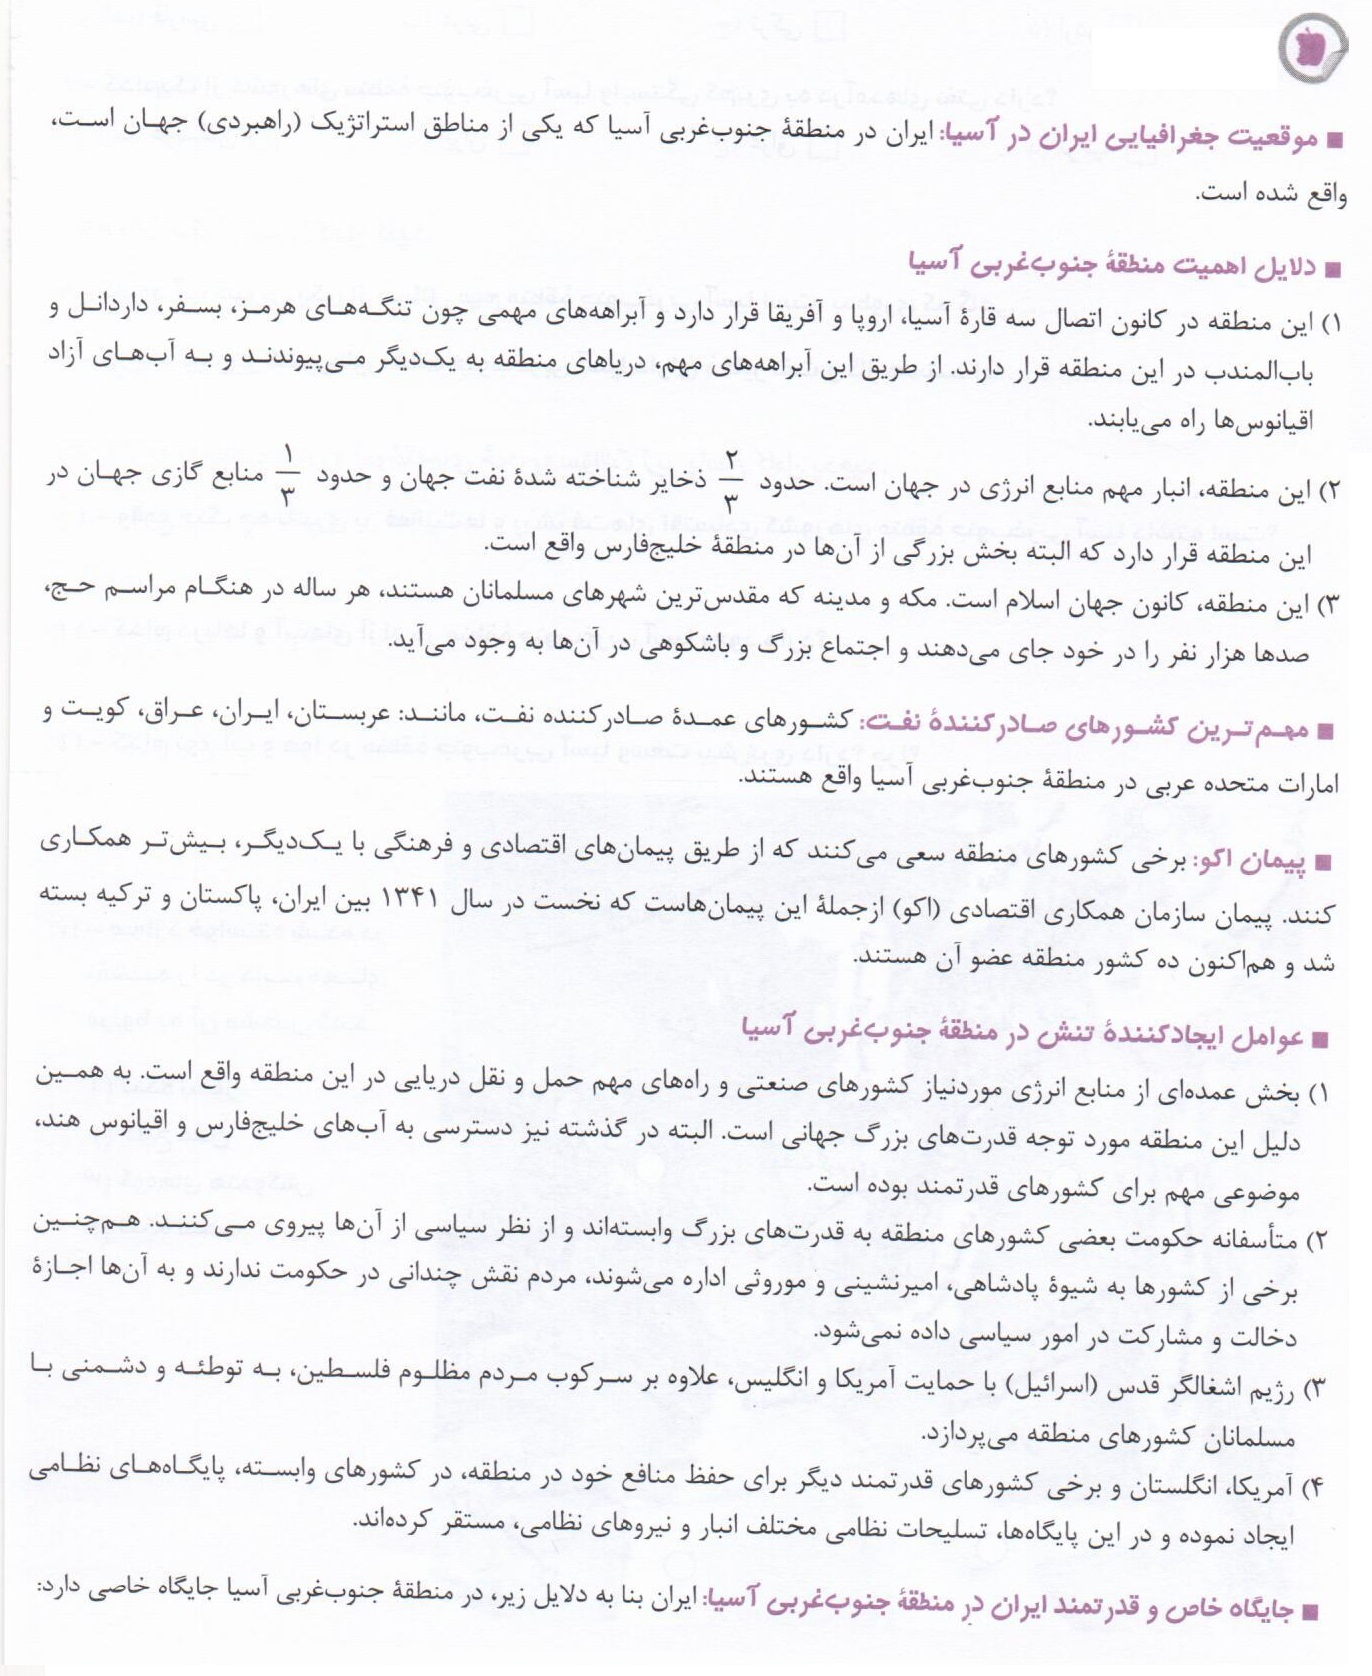 ■ موقعیت جغرافیایی ایران در آسیا: ایران در منطقهٔ جنوب‌غربی آسیا که یکی از مناطق استراتژیک (راهبردی) جهان است،
واقع شده است.
■ دلایل اهمیت منطقهٔ جنوب‌غربی آسیا
۱) این منطقه در کانون اتصال سه قارهٔ آسیا، اروپا و آفریقا قرار دارد و آبراهه‌های مهمی چون تنگه‌های هرمز، بسفر، داردانل و
باب‌المندب در این منطقه قرار دارند. از طریق این آبراهه‌های مهم، دریاهای منطقه به یک‌دیگر می‌پیوندند و به آب‌های آزاد
اقیانوس‌ها راه می‌یابند.
۲) این منطقه، انبار مهم منابع انرژی در جهان است. حدود ۲/۳ ذخایر شناخته شدهٔ نفت جهان و حدود ۱/۳ منابع گازی جهان در
این منطقه قرار دارد که البته بخش بزرگی از آن‌ها در منطقهٔ خلیج‌فارس واقع است.
۳) این منطقه، کانون جهان اسلام است. مکه و مدینه که مقدس‌ترین شهرهای مسلمانان هستند، هر ساله در هنگام مراسم حج،
صدها هزار نفر را در خود جای می‌دهند و اجتماع بزرگ و باشکوهی در آن‌ها به وجود می‌آید.
■ مهم‌ترین کشورهای صادرکنندهٔ نفت: کشورهای عمدهٔ صادرکننده نفت، مانند: عربستان، ایران، عراق، کویت و
امارات متحده عربی در منطقهٔ جنوب‌غربی آسیا واقع هستند.
■ پیمان اکو: برخی کشورهای منطقه سعی می‌کنند که از طریق پیمان‌های اقتصادی و فرهنگی با یک‌دیگر، بیش‌تر همکاری
کنند. پیمان سازمان همکاری اقتصادی (اکو) ازجملهٔ این پیمان‌هاست که نخست در سال ۱۳۴۱ بین ایران، پاکستان و ترکیه بسته
شد و هم‌اکنون ده کشور منطقه عضو آن هستند.
■ عوامل ایجادکنندهٔ تنش در منطقهٔ جنوب‌غربی آسیا
۱) بخش عمده‌ای از منابع انرژی موردنیاز کشورهای صنعتی و راه‌های مهم حمل و نقل دریایی در این منطقه واقع است. به همین
دلیل این منطقه مورد توجه قدرت‌های بزرگ جهانی است. البته در گذشته نیز دسترسی به آب‌های خلیج‌فارس و اقیانوس هند،
موضوعی مهم برای کشورهای قدرتمند بوده است.
۲) متأسفانه حکومت بعضی کشورهای منطقه به قدرت‌های بزرگ وابسته‌اند و از نظر سیاسی از آن‌ها پیروی می‌کنند. هم‌چنین
برخی از کشورها به شیوهٔ پادشاهی، امیرنشینی و موروثی اداره می‌شوند، مردم نقش چندانی در حکومت ندارند و به آن‌ها اجازهٔ
دخالت و مشارکت در امور سیاسی داده نمی‌شود.
۳) رژیم اشغالگر قدس (اسرائیل) با حمایت آمریکا و انگلیس، علاوه بر سرکوب مردم مظلوم فلسطین، به توطئه و دشمنی با
مسلمانان کشورهای منطقه می‌پردازد.
۴) آمریکا، انگلستان و برخی کشورهای قدرتمند دیگر برای حفظ منافع خود در منطقه، در کشورهای وابسته، پایگاه‌های نظامی
ایجاد نموده و در این پایگاه‌ها، تسلیحات نظامی مختلف انبار و نیروهای نظامی، مستقر کرده‌اند.
■ جایگاه خاص و قدرتمند ایران در منطقهٔ جنوب‌غربی آسیا: ایران بنا به دلایل زیر، در منطقهٔ جنوب‌غربی آسیا جایگاه خاصی دارد: